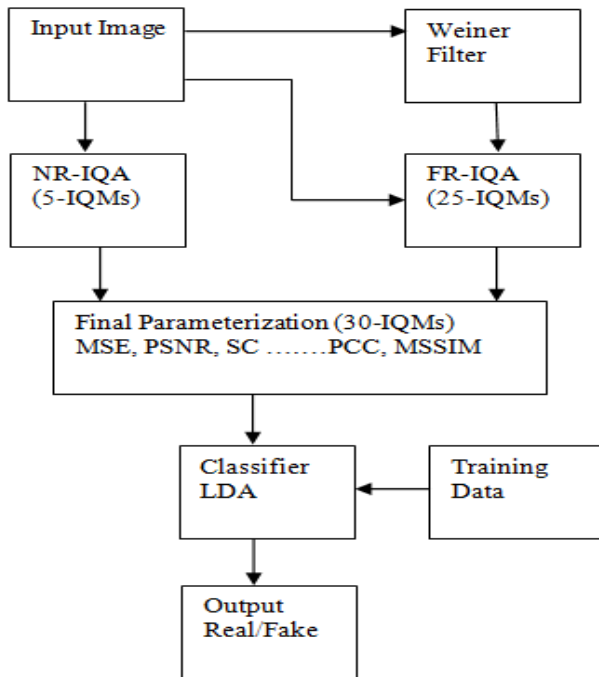 Input Image
Weiner
Filter
NR-IQA
(5-IQMs)
FR-IQA
(25-IQMs)
Final Parameterization (30-IQMs)
MSE, PSNR, SC …….PCC, MSSIM
Classifier
LDA
Training
Data
Output
Real/Fake